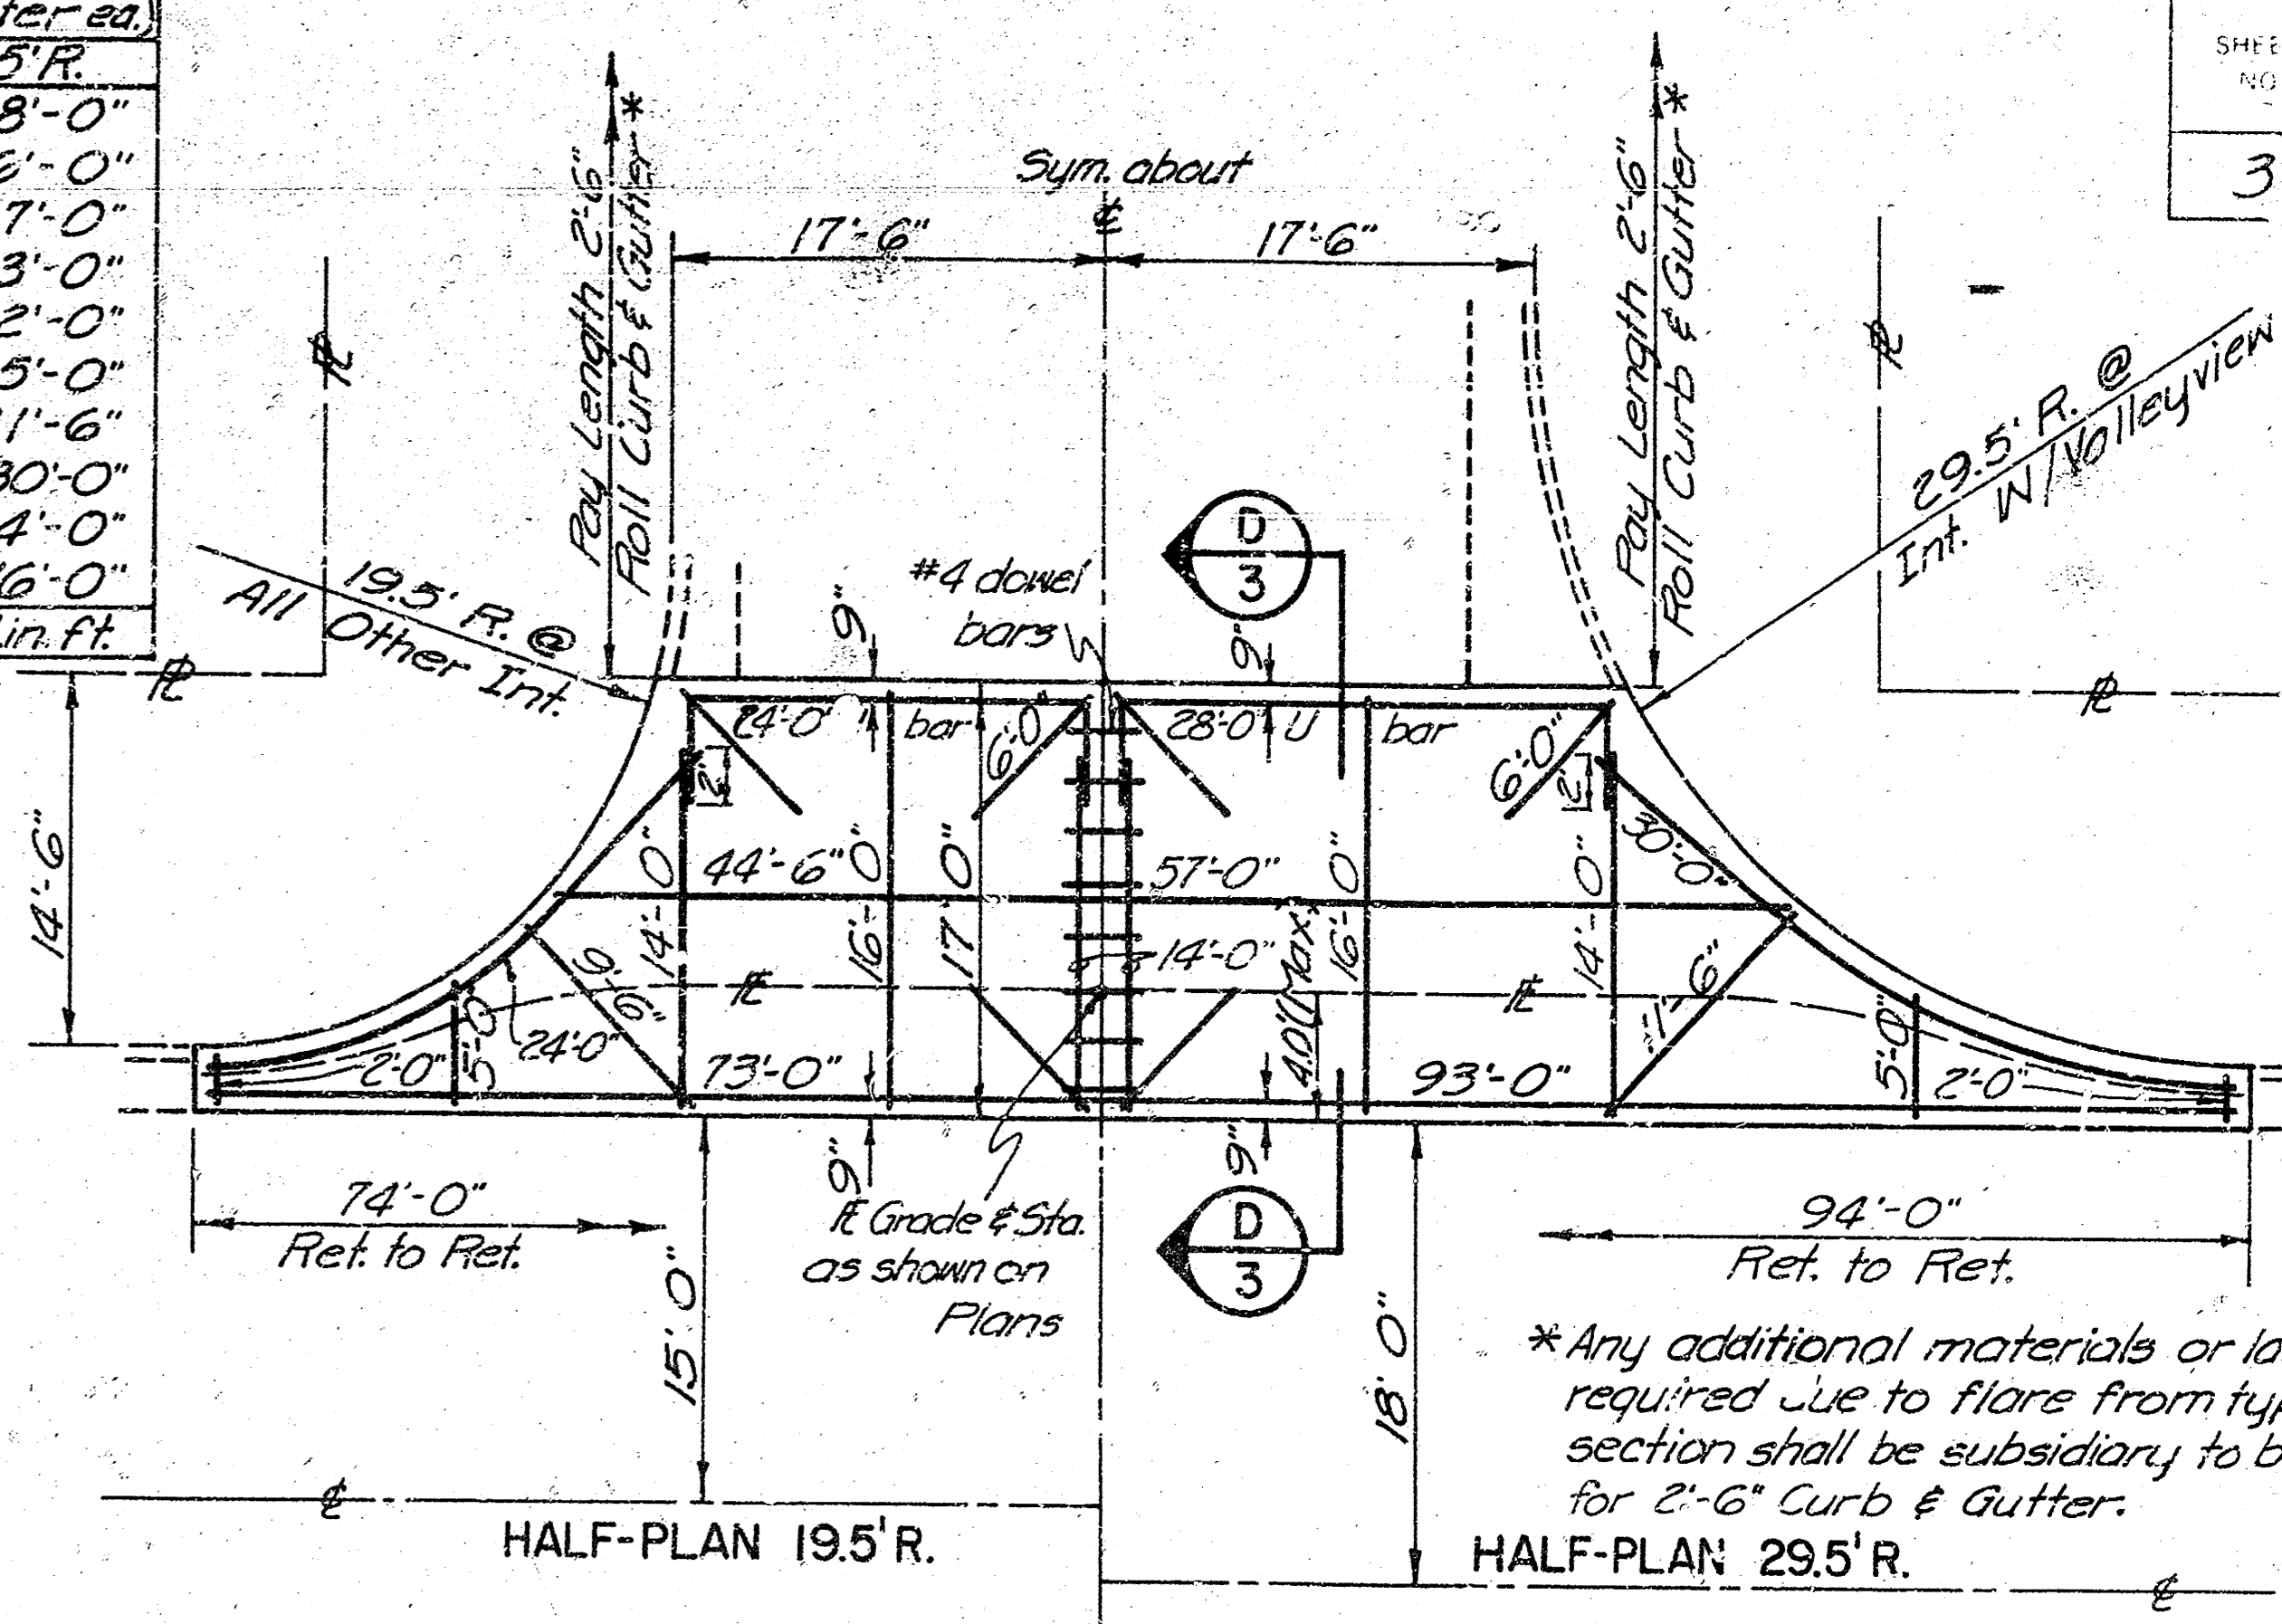 ter ea.)
5'R.
8'-0"
6'-0"
7'-0"
3'-0"
2'-0"
5'-0"
1'-6"
30'-0"
4'-0"
16'-0"
Lin. ft.
SHEE
NO
3
Sym. about
℄
17'-6"
17'-6"
Pay Length 2'-6"
Roll Curb & Gutter *
Pay Length 2'-6"
Roll Curb & Gutter *
℄
℄
℄
℄
19.5' R. @
All Other Int.
29.5' R. @
Int. W/Valleyview
#4 dowel
bars
D
3
9"
9"
24'-0"
bar
6'-0"
28'-0" U
bar
6'-0"
2'
2'
30'-0"
14'-6"
14'-0"
44'-6"
16'-0"
17'-0"
57'-0"
16'-0"
14'-0"
14'-0"
4.0' (Max.)
9'-6"
11'-6"
24'-0"
2'-0"
5'-0"
73'-0"
93'-0"
5'-0"
2'-0"
9"
9"
74'-0"
Ret. to Ret.
15'-0"
Grade & Sta.
as shown on
Plans
D
3
18'-0"
94'-0"
Ret. to Ret.
* Any additional materials or la
required due to flare from typ
section shall be subsidiary to b
for 2'-6" Curb & Gutter.
℄
℄
HALF-PLAN 19.5' R.
HALF-PLAN 29.5' R.